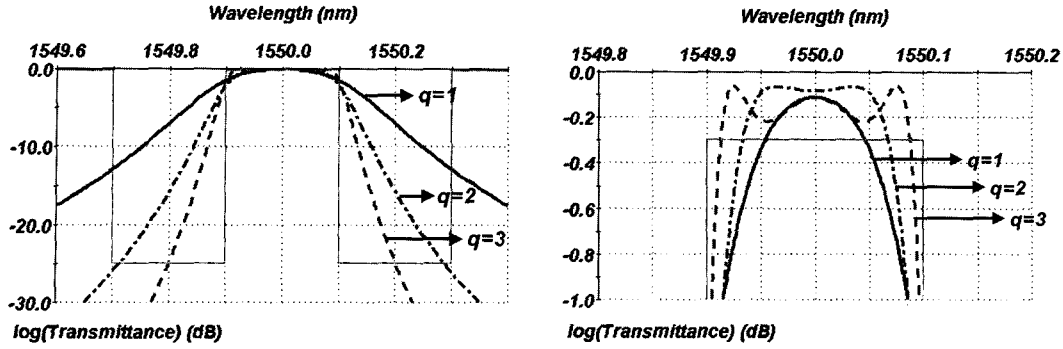 Wavelength (nm)
1549.6 1549.8 1550.0 1550.2
0.0
-10.0
-20.0
-30.0
q=1
q=2
q=3
log(Transmittance) (dB)
Wavelength (nm)
1549.8 1549.9 1550.0 1550.1 1550.2
0.0
-0.2
-0.4
-0.6
-0.8
-1.0
q=1
q=2
q=3
log(Transmittance) (dB)